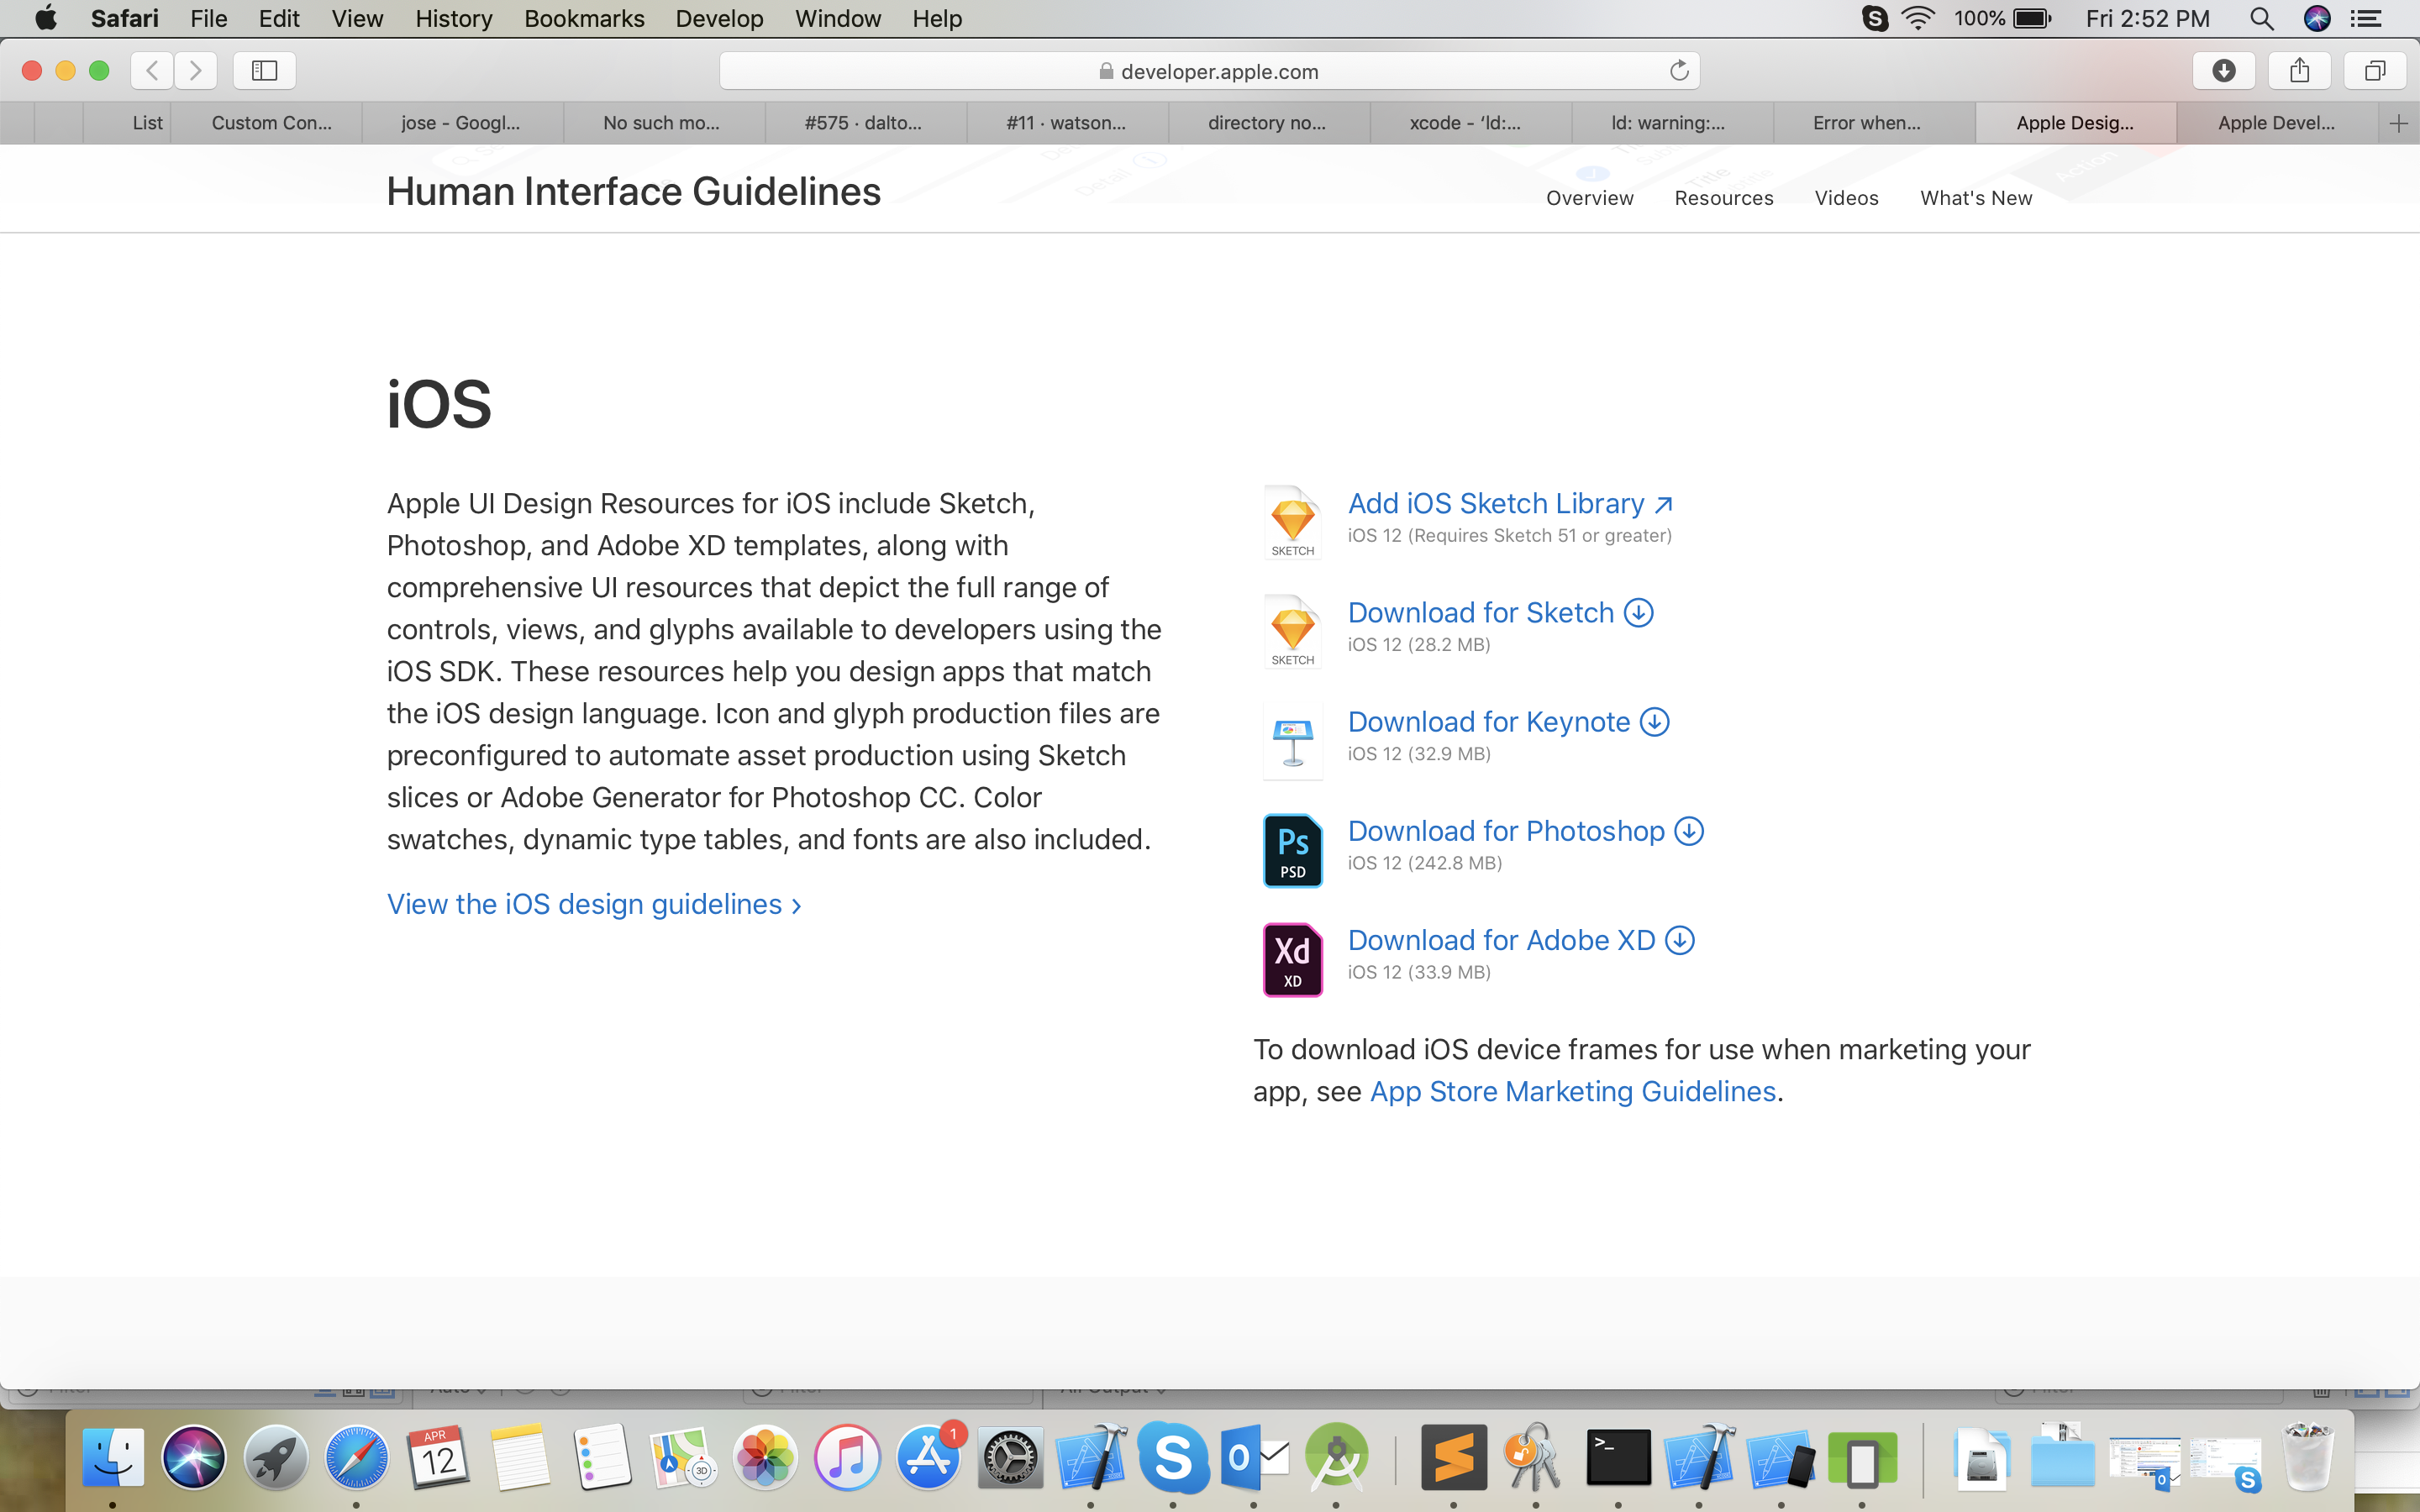 Safari File Edit View History Bookmarks Develop Window Help 100% Fri 2:52 PM
developer.apple.com
List Custom Con... jose - Googl... No such mo... #575 · dalto... #11 · watson... directory no... xcode - ‘ld:... ld: warning:... Error when... Apple Desig... Apple Devel...
Human Interface Guidelines Overview Resources Videos What's New
iOS
Apple UI Design Resources for iOS include Sketch,
Photoshop, and Adobe XD templates, along with
comprehensive UI resources that depict the full range of
controls, views, and glyphs available to developers using the
iOS SDK. These resources help you design apps that match
the iOS design language. Icon and glyph production files are
preconfigured to automate asset production using Sketch
slices or Adobe Generator for Photoshop CC. Color
swatches, dynamic type tables, and fonts are also included.
View the iOS design guidelines ›
SKETCH
Add iOS Sketch Library
iOS 12 (Requires Sketch 51 or greater)
SKETCH
Download for Sketch
iOS 12 (28.2 MB)
Download for Keynote
iOS 12 (32.9 MB)
Ps
PSD
Download for Photoshop
iOS 12 (242.8 MB)
Xd
XD
Download for Adobe XD
iOS 12 (33.9 MB)
To download iOS device frames for use when marketing your
app, see App Store Marketing Guidelines.
APR
12
3D
1